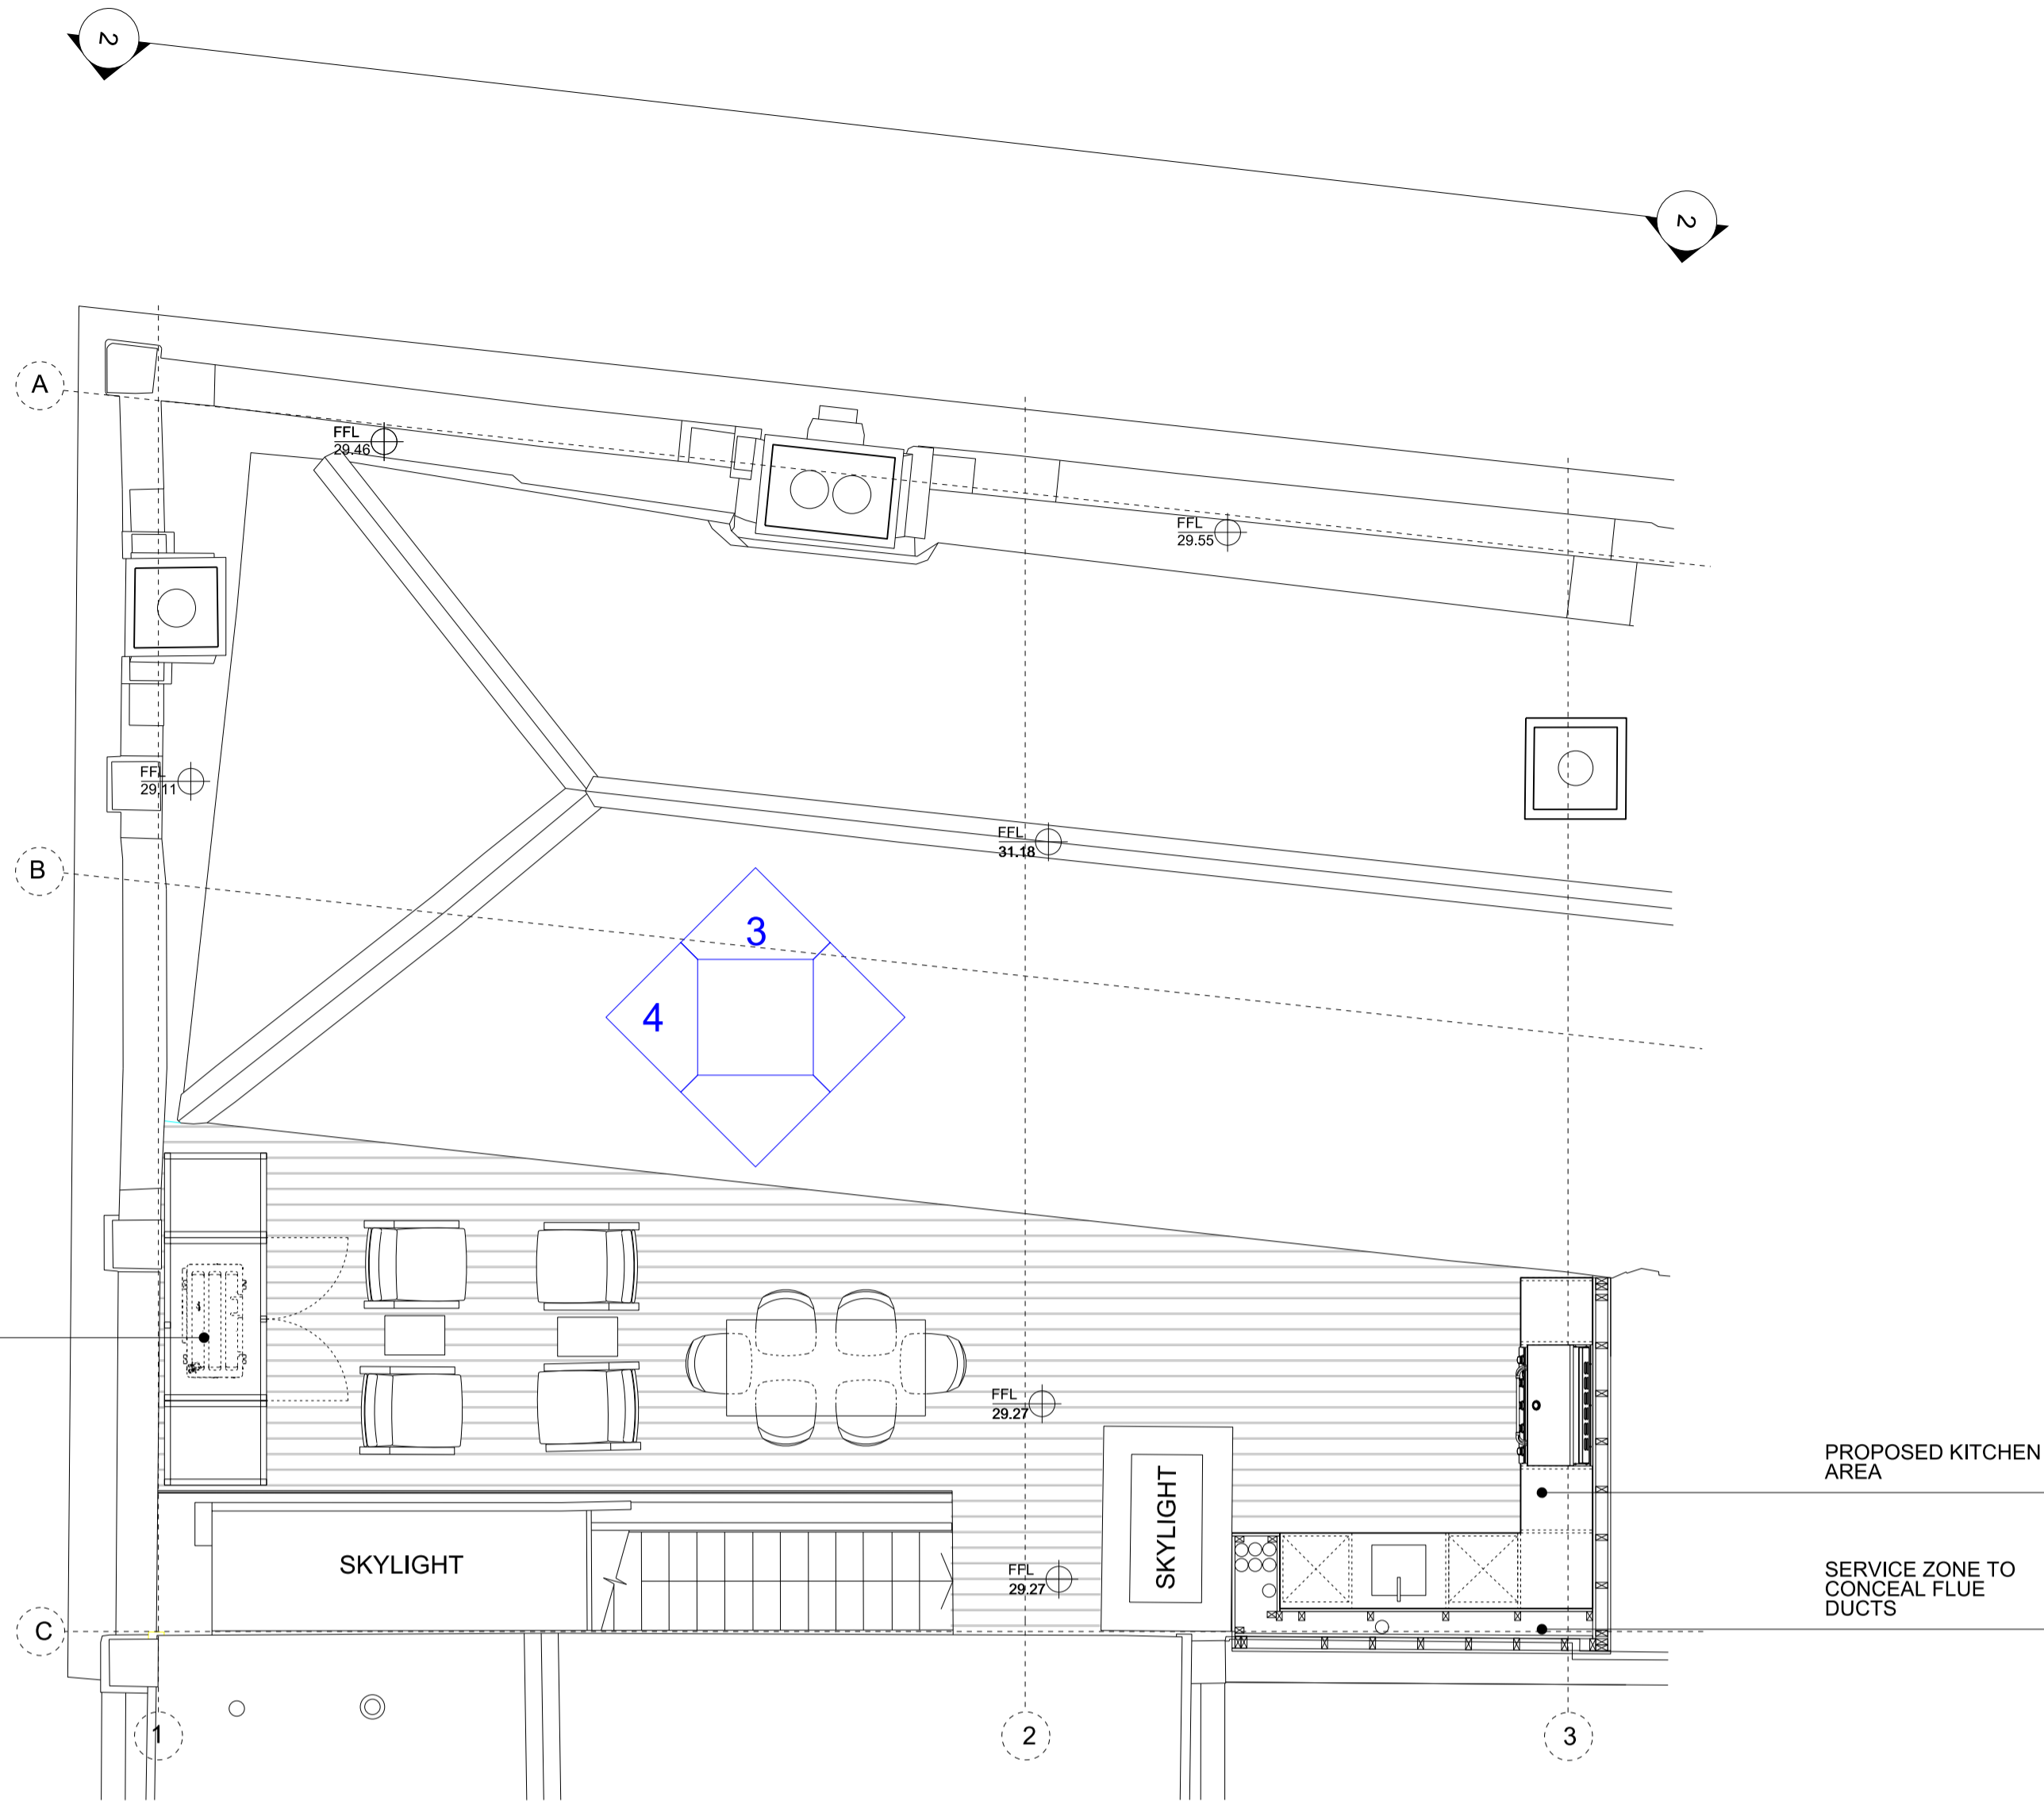 2
2
A
FFL
29.46
FFL
29.55
FFL
29.11
FFL
31.18
B
3
4
FFL
29.27
PROPOSED KITCHEN
AREA
SKYLIGHT
SKYLIGHT
FFL
29.27
SERVICE ZONE TO
CONCEAL FLUE
DUCTS
C
1
2
3